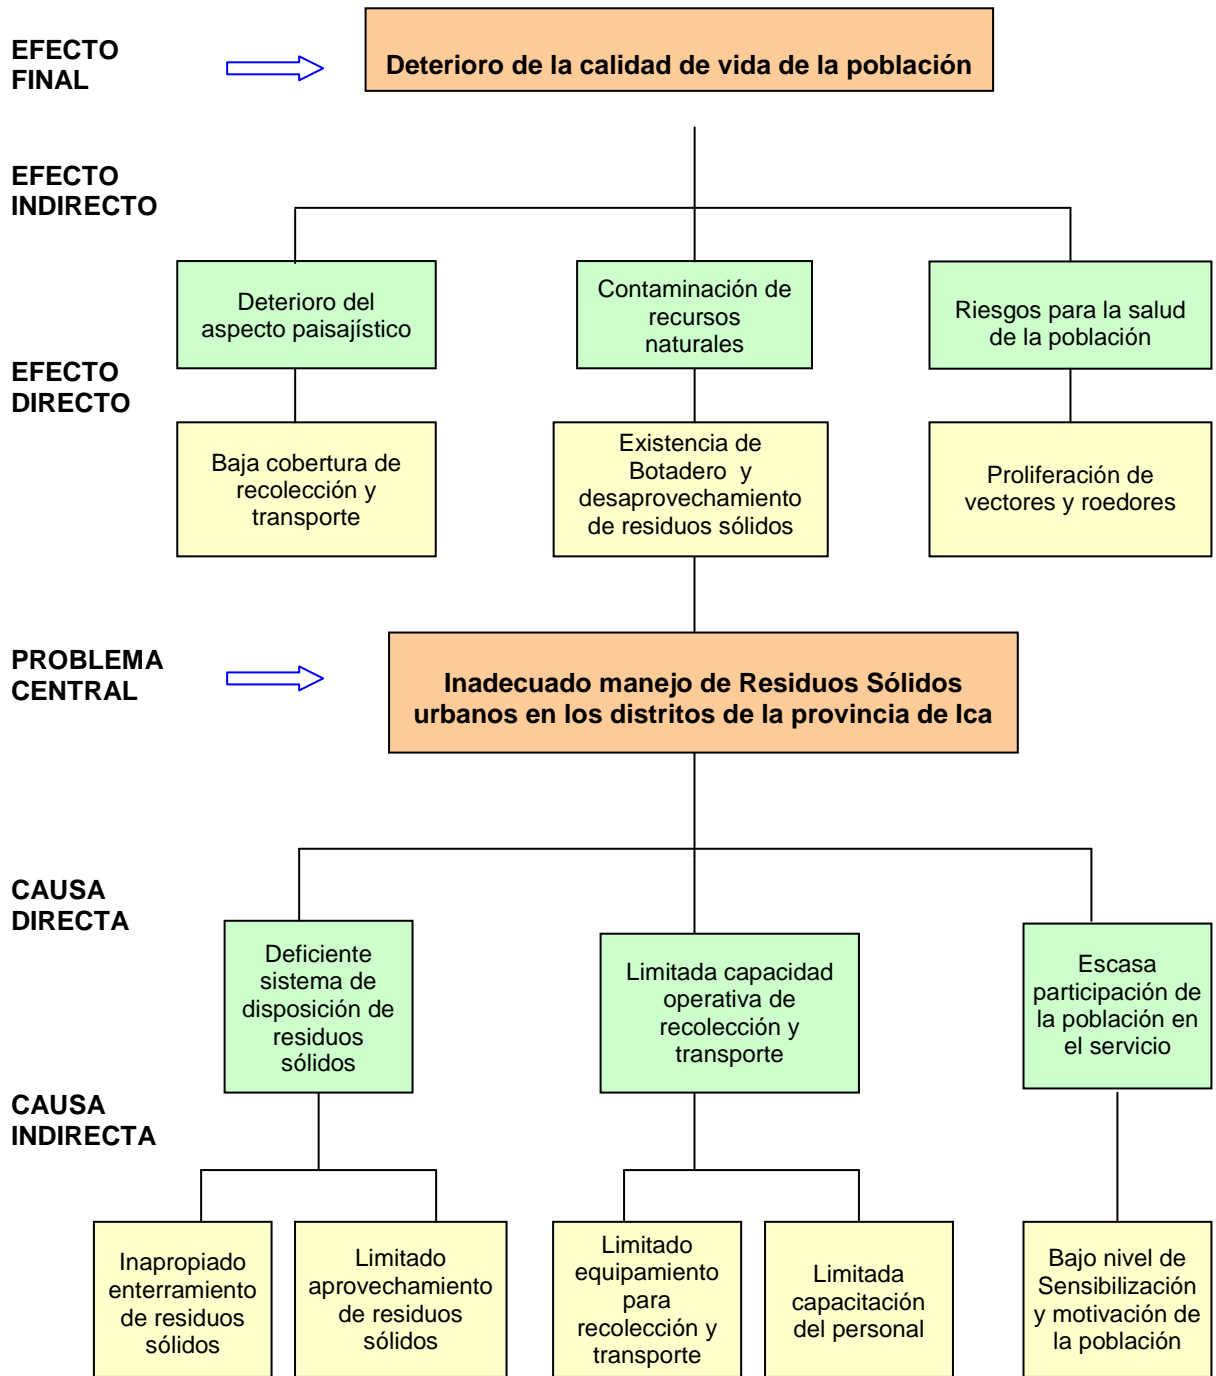 EFECTO
FINAL
Deterioro de la calidad de vida de la población
EFECTO
INDIRECTO
Deterioro del
aspecto paisajístico
Contaminación de
recursos
naturales
Riesgos para la salud
de la población
EFECTO
DIRECTO
Baja cobertura de
recolección y
transporte
Existencia de
Botadero y
desaprovechamiento
de residuos sólidos
Proliferación de
vectores y roedores
PROBLEMA
CENTRAL
Inadecuado manejo de Residuos Sólidos
urbanos en los distritos de la provincia de Ica
CAUSA
DIRECTA
Deficiente
sistema de
disposición de
residuos
sólidos
Limitada capacidad
operativa de
recolección y
transporte
Escasa
participación de
la población en
el servicio
CAUSA
INDIRECTA
Inapropiado
enterramiento
de residuos
sólidos
Limitado
aprovechamiento
de residuos
sólidos
Limitado
equipamiento
para
recolección y
transporte
Limitada
capacitación
del personal
Bajo nivel de
Sensibilización
y motivación de
la población